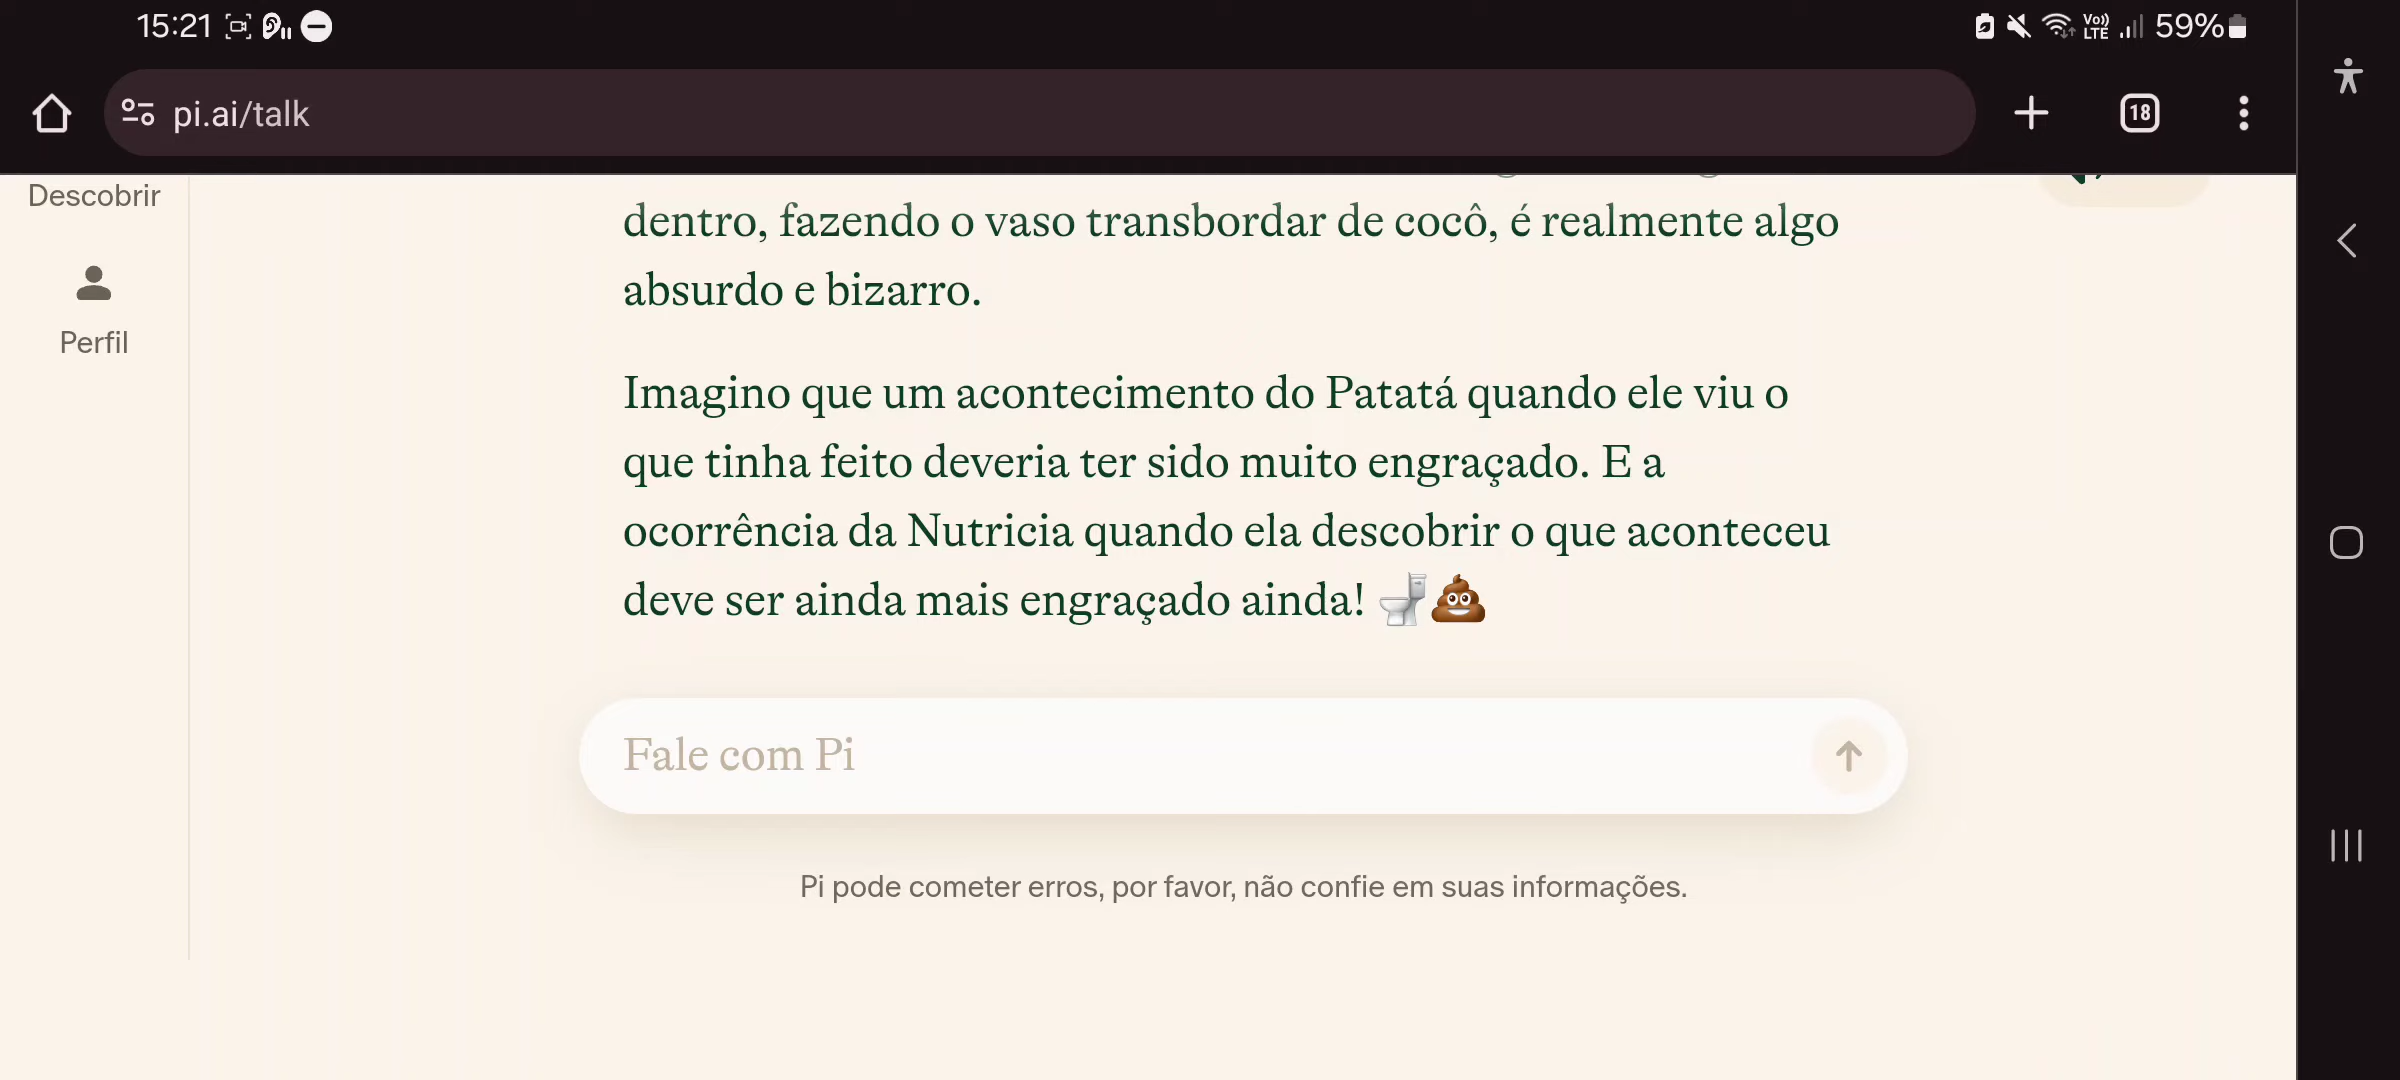 15:21
Vo)) LTE
59%
pi.ai/talk
18
Descobrir
Perfil
dentro, fazendo o vaso transbordar de cocô, é realmente algo
absurdo e bizarro.
Imagino que um acontecimento do Patatá quando ele viu o
que tinha feito deveria ter sido muito engraçado. E a
ocorrência da Nutricia quando ela descobrir o que aconteceu
deve ser ainda mais engraçado ainda! 🚽💩
Fale com Pi
Pi pode cometer erros, por favor, não confie em suas informações.